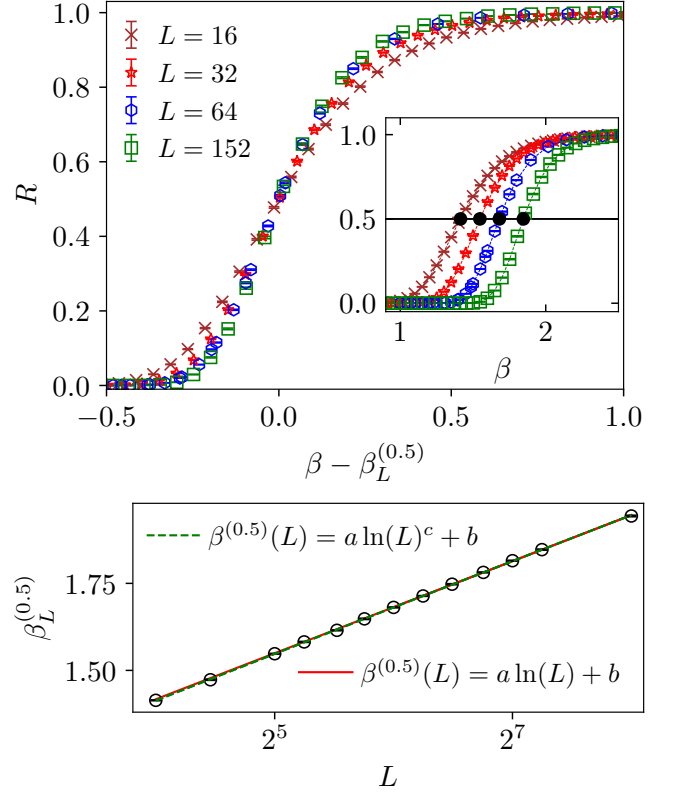 1.0
0.8
0.6
0.4
0.2
0.0
R
L = 16
L = 32
L = 64
L = 152
1.0
0.5
0.0
1 2
β
−0.5 0.0 0.5 1.0
β − β_L^{(0.5)}
β_L^{(0.5)}
1.75
1.50
β^{(0.5)}(L) = a ln(L)^c + b
β^{(0.5)}(L) = a ln(L) + b
2^5 2^7
L